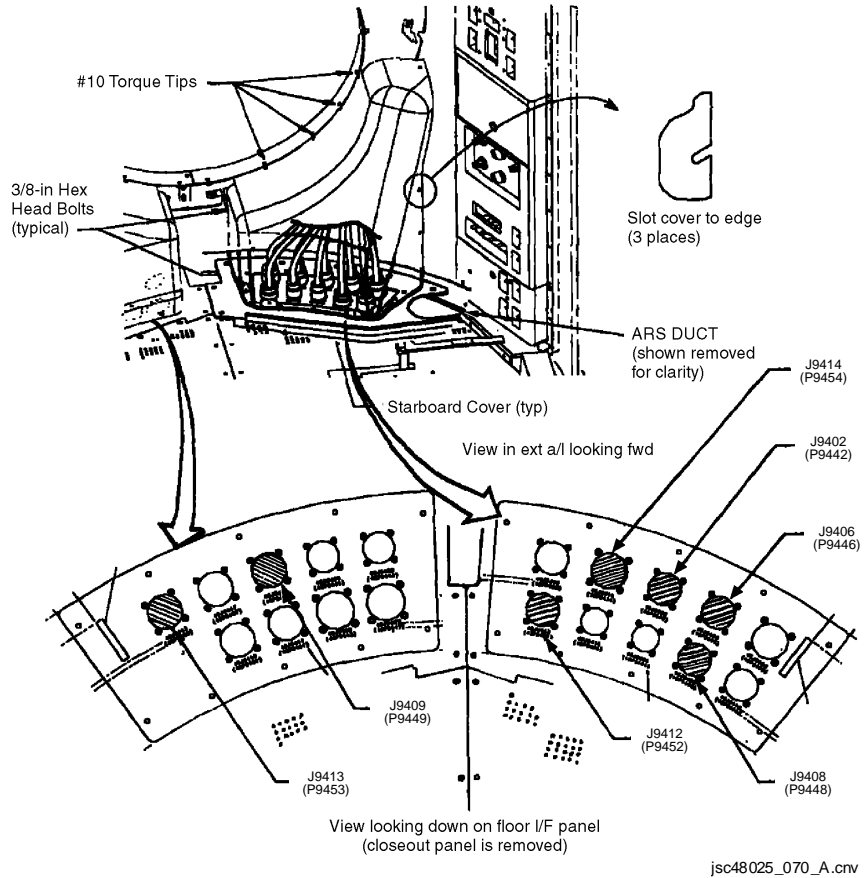 #10 Torque Tips
3/8-in Hex
Head Bolts
(typical)
Slot cover to edge
(3 places)
ARS DUCT
(shown removed
for clarity)
Starboard Cover (typ)
View in ext a/l looking fwd
J9414
(P9454)
J9402
(P9442)
J9406
(P9446)
J9409
(P9449)
J9412
(P9452)
J9413
(P9453)
J9408
(P9448)
View looking down on floor I/F panel
(closeout panel is removed)
jsc48025_070_A.cnv